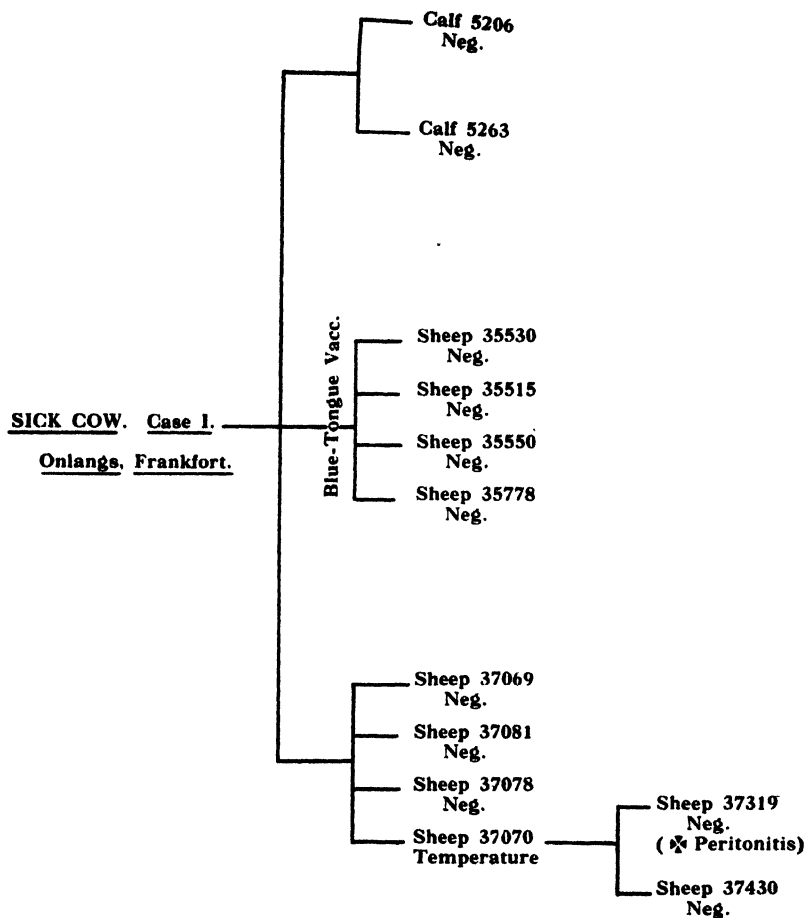 Calf 5206
Neg.
Calf 5263
Neg.
Blue-Tongue Vacc.
Sheep 35530
Neg.
Sheep 35515
Neg.
Sheep 35550
Neg.
Sheep 35778
Neg.
SICK COW. Case 1.
Onlangs, Frankfort.
Sheep 37069
Neg.
Sheep 37081
Neg.
Sheep 37078
Neg.
Sheep 37070
Temperature
Sheep 37319
Neg.
(✠ Peritonitis)
Sheep 37430
Neg.